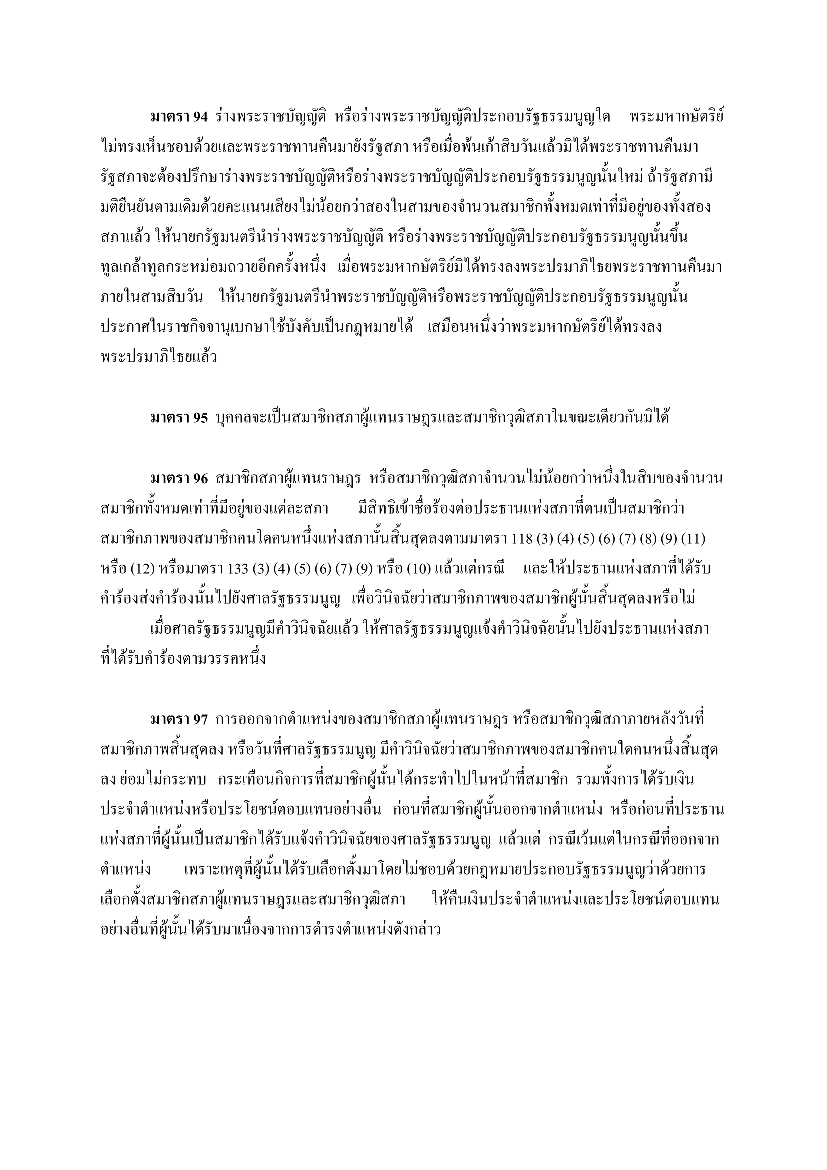 มาตรา 94 ร่างพระราชบัญญัติ หรือร่างพระราชบัญญัติประกอบรัฐธรรมนูญใด พระมหากษัตริย์
ไม่ทรงเห็นชอบด้วยและพระราชทานคืนมายังรัฐสภา หรือเมื่อพ้นเก้าสิบวันแล้วมิได้พระราชทานคืนมา
รัฐสภาจะต้องปรึกษาร่างพระราชบัญญัติหรือร่างพระราชบัญญัติประกอบรัฐธรรมนูญนั้นใหม่ ถ้ารัฐสภามี
มติยืนยันตามเดิมด้วยคะแนนเสียงไม่น้อยกว่าสองในสามของจำนวนสมาชิกทั้งหมดเท่าที่มีอยู่ของทั้งสอง
สภาแล้ว ให้นายกรัฐมนตรีนำร่างพระราชบัญญัติ หรือร่างพระราชบัญญัติประกอบรัฐธรรมนูญนั้นขึ้น
ทูลเกล้าทูลกระหม่อมถวายอีกครั้งหนึ่ง เมื่อพระมหากษัตริย์มิได้ทรงลงพระปรมาภิไธยพระราชทานคืนมา
ภายในสามสิบวัน ให้นายกรัฐมนตรีนำพระราชบัญญัติหรือพระราชบัญญัติประกอบรัฐธรรมนูญนั้น
ประกาศในราชกิจจานุเบกษาใช้บังคับเป็นกฎหมายได้ เสมือนหนึ่งว่าพระมหากษัตริย์ได้ทรงลง
พระปรมาภิไธยแล้ว
มาตรา 95 บุคคลจะเป็นสมาชิกสภาผู้แทนราษฎรและสมาชิกวุฒิสภาในขณะเดียวกันมิได้
มาตรา 96 สมาชิกสภาผู้แทนราษฎร หรือสมาชิกวุฒิสภาจำนวนไม่น้อยกว่าหนึ่งในสิบของจำนวน
สมาชิกทั้งหมดเท่าที่มีอยู่ของแต่ละสภา มีสิทธิเข้าชื่อร้องต่อประธานแห่งสภาที่ตนเป็นสมาชิกว่า
สมาชิกภาพของสมาชิกคนใดคนหนึ่งแห่งสภานั้นสิ้นสุดลงตามมาตรา 118 (3) (4) (5) (6) (7) (8) (9) (11)
หรือ (12) หรือมาตรา 133 (3) (4) (5) (6) (7) (9) หรือ (10) แล้วแต่กรณี และให้ประธานแห่งสภาที่ได้รับ
คำร้องส่งคำร้องนั้นไปยังศาลรัฐธรรมนูญ เพื่อวินิจฉัยว่าสมาชิกภาพของสมาชิกผู้นั้นสิ้นสุดลงหรือไม่
เมื่อศาลรัฐธรรมนูญมีคำวินิจฉัยแล้ว ให้ศาลรัฐธรรมนูญแจ้งคำวินิจฉัยนั้นไปยังประธานแห่งสภา
ที่ได้รับคำร้องตามวรรคหนึ่ง
มาตรา 97 การออกจากตำแหน่งของสมาชิกสภาผู้แทนราษฎร หรือสมาชิกวุฒิสภาภายหลังวันที่
สมาชิกภาพสิ้นสุดลง หรือวันที่ศาลรัฐธรรมนูญ มีคำวินิจฉัยว่าสมาชิกภาพของสมาชิกคนใดคนหนึ่งสิ้นสุด
ลง ย่อมไม่กระทบ กระเทือนกิจการที่สมาชิกผู้นั้นได้กระทำไปในหน้าที่สมาชิก รวมทั้งการได้รับเงิน
ประจำตำแหน่งหรือประโยชน์ตอบแทนอย่างอื่น ก่อนที่สมาชิกผู้นั้นออกจากตำแหน่ง หรือก่อนที่ประธาน
แห่งสภาที่ผู้นั้นเป็นสมาชิกได้รับแจ้งคำวินิจฉัยของศาลรัฐธรรมนูญ แล้วแต่ กรณีเว้นแต่ในกรณีที่ออกจาก
ตำแหน่ง เพราะเหตุที่ผู้นั้นได้รับเลือกตั้งมาโดยไม่ชอบด้วยกฎหมายประกอบรัฐธรรมนูญว่าด้วยการ
เลือกตั้งสมาชิกสภาผู้แทนราษฎรและสมาชิกวุฒิสภา ให้คืนเงินประจำตำแหน่งและประโยชน์ตอบแทน
อย่างอื่นที่ผู้นั้นได้รับมาเนื่องจากการดำรงตำแหน่งดังกล่าว